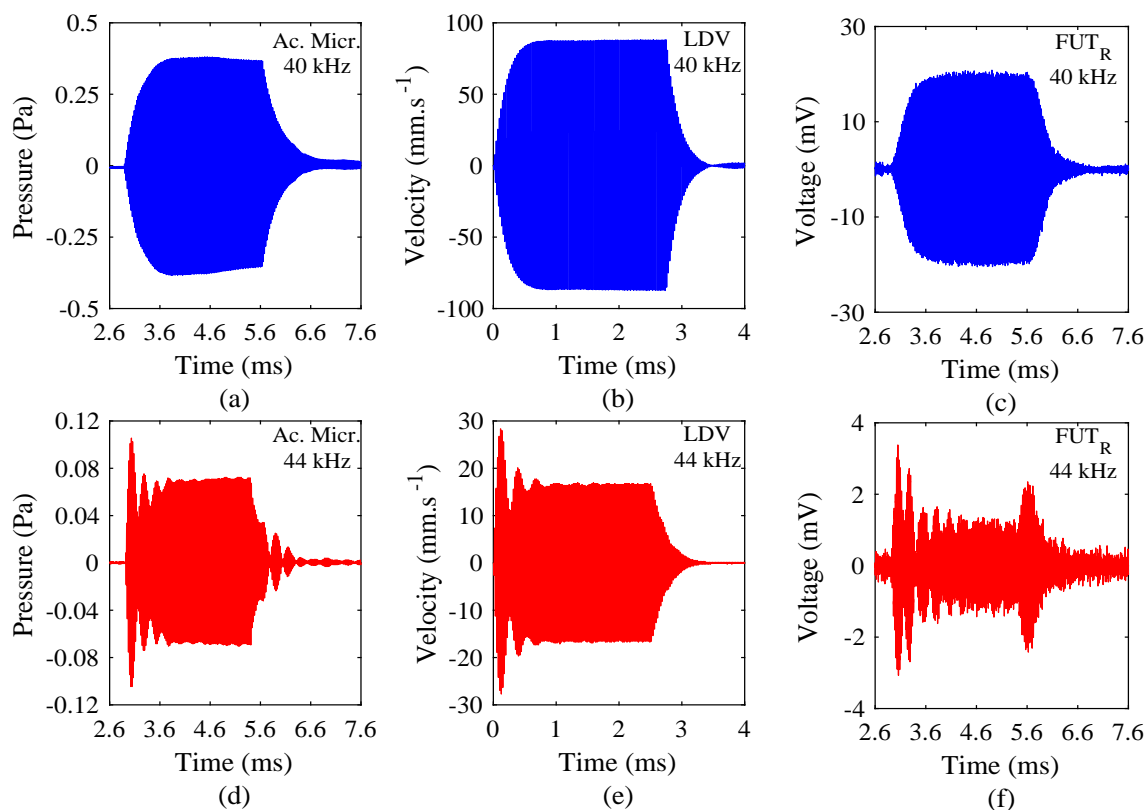 0.5
0.25
0
-0.25
-0.5
Pressure (Pa)
Ac. Micr.
40 kHz
2.6 3.6 4.6 5.6 6.6 7.6
Time (ms)
(a)
100
50
0
-50
-100
Velocity (mm.s⁻¹)
LDV
40 kHz
0 1 2 3 4
Time (ms)
(b)
30
10
0
-10
-30
Voltage (mV)
FUT_R
40 kHz
2.6 3.6 4.6 5.6 6.6 7.6
Time (ms)
(c)
0.12
0.08
0.04
0
-0.04
-0.08
-0.12
Pressure (Pa)
Ac. Micr.
44 kHz
2.6 3.6 4.6 5.6 6.6 7.6
Time (ms)
(d)
30
20
10
0
-10
-20
-30
Velocity (mm.s⁻¹)
LDV
44 kHz
0 1 2 3 4
Time (ms)
(e)
4
2
0
-2
-4
Voltage (mV)
FUT_R
44 kHz
2.6 3.6 4.6 5.6 6.6 7.6
Time (ms)
(f)